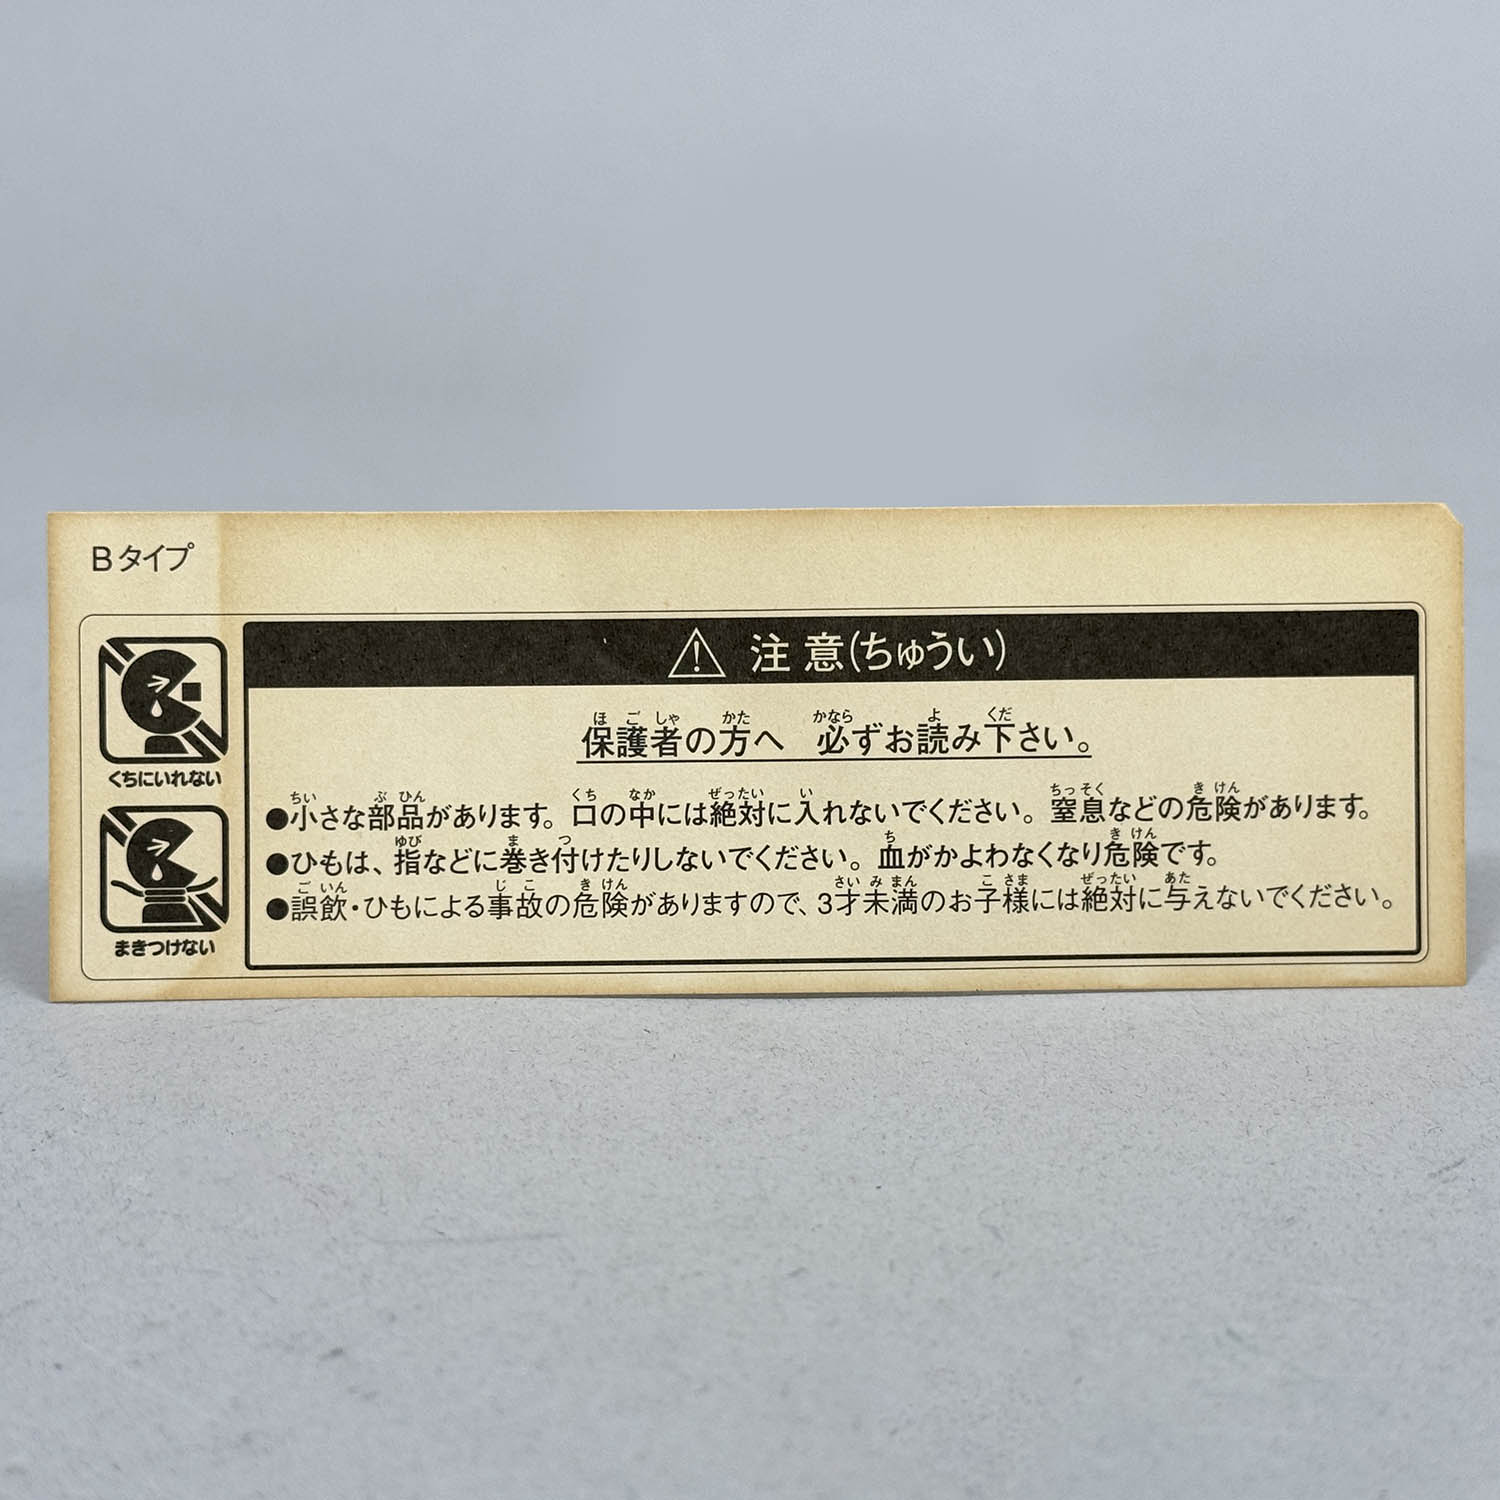 Bタイプ
くちにいれない
まきつけない
注意(ちゅうい)
保護者の方へ 必ずお読み下さい。
●小さな部品があります。口の中には絶対に入れないでください。窒息などの危険があります。
●ひもは、指などに巻き付けたりしないでください。血がかよわなくなり危険です。
●誤飲・ひもによる事故の危険がありますので、3才未満のお子様には絶対に与えないでください。